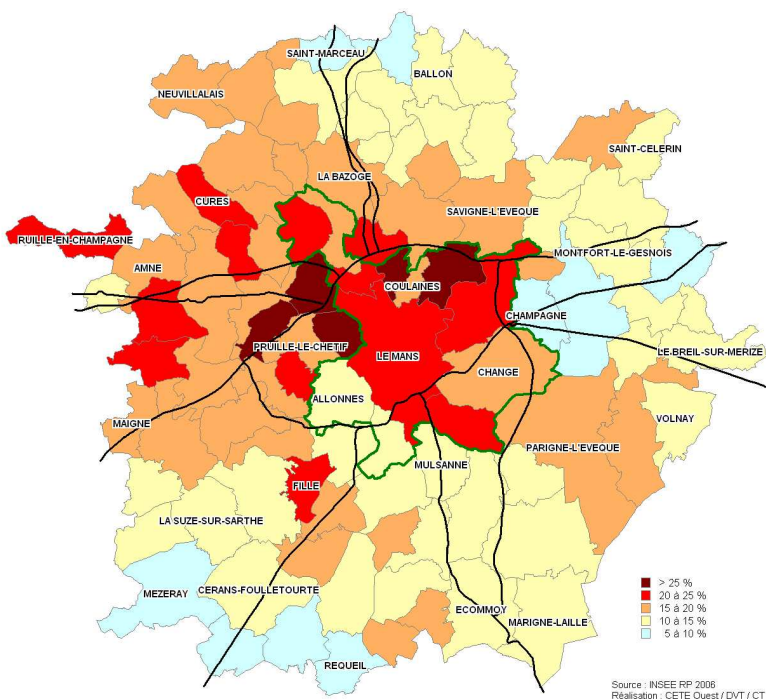 SAINT-MARCEAU
BALLON
NEUVILLALAIS
SAINT-CELERIN
LA BAZOGE
CURES
SAVIGNE-L'EVEQUE
RUILLE-EN-CHAMPAGNE
MONTFORT-LE-GESNOIS
AMNE
COULAINES
CHAMPAGNE
PRUILLE-LE-CHETIF
LE MANS
LE-BREIL-SUR-MERIZE
CHANGE
ALLONNES
VOLNAY
MAIGNE
PARIGNE-L'EVEQUE
MULSANNE
FILLE
LA SUZE-SUR-SARTHE
MEZERAY
CERANS-FOULLETOURTE
ECOMMOY
MARIGNE-LAILLE
REQUEIL
> 25 %
20 à 25 %
15 à 20 %
10 à 15 %
5 à 10 %
Source : INSEE RP 2006
Réalisation : CETE Ouest / DVT / CT